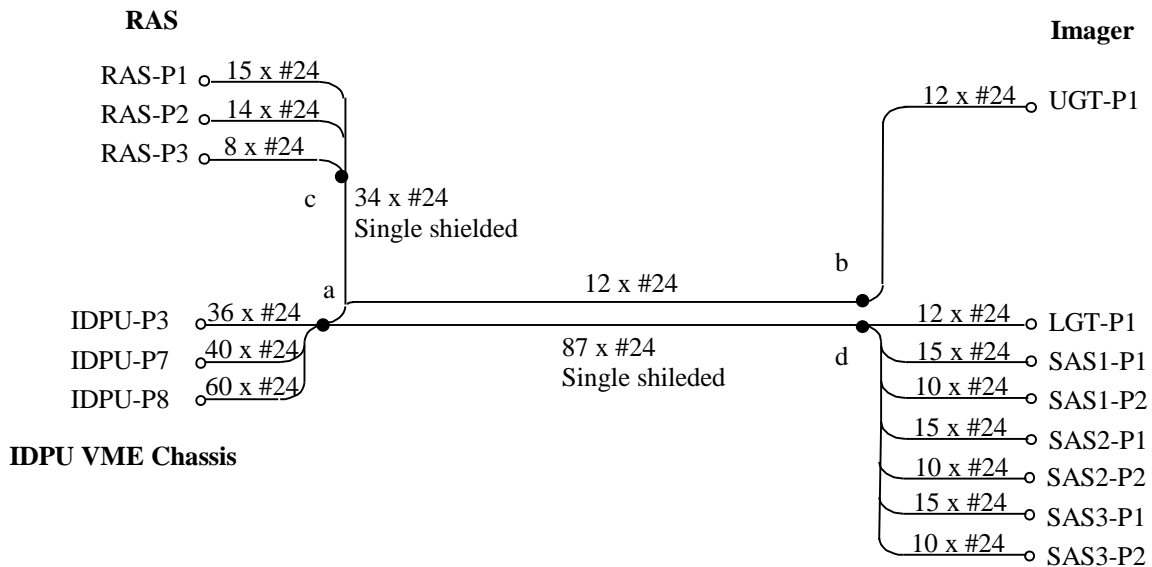 RAS
RAS-P1 15 x #24
RAS-P2 14 x #24
RAS-P3 8 x #24
c
34 x #24
Single shielded
Imager
12 x #24 UGT-P1
b
a
12 x #24
IDPU-P3 36 x #24
IDPU-P7 40 x #24
IDPU-P8 60 x #24
IDPU VME Chassis
87 x #24
Single shileded
d
12 x #24 LGT-P1
15 x #24 SAS1-P1
10 x #24 SAS1-P2
15 x #24 SAS2-P1
10 x #24 SAS2-P2
15 x #24 SAS3-P1
10 x #24 SAS3-P2